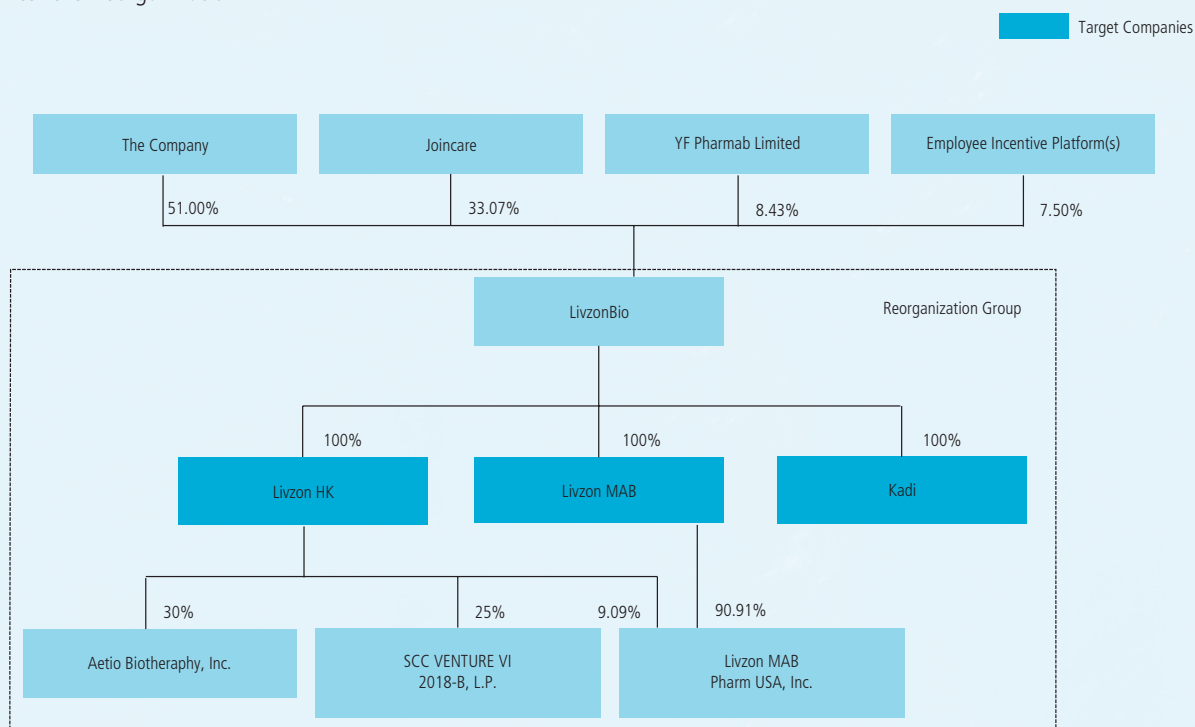 Target Companies
The Company
Joincare
YF Pharmab Limited
Employee Incentive Platform(s)
51.00%
33.07%
8.43%
7.50%
LivzonBio
Reorganization Group
100%
100%
100%
Livzon HK
Livzon MAB
Kadi
30%
25%
9.09%
90.91%
Aetio Biotheraphy, Inc.
SCC VENTURE VI
2018-B, L.P.
Livzon MAB
Pharm USA, Inc.